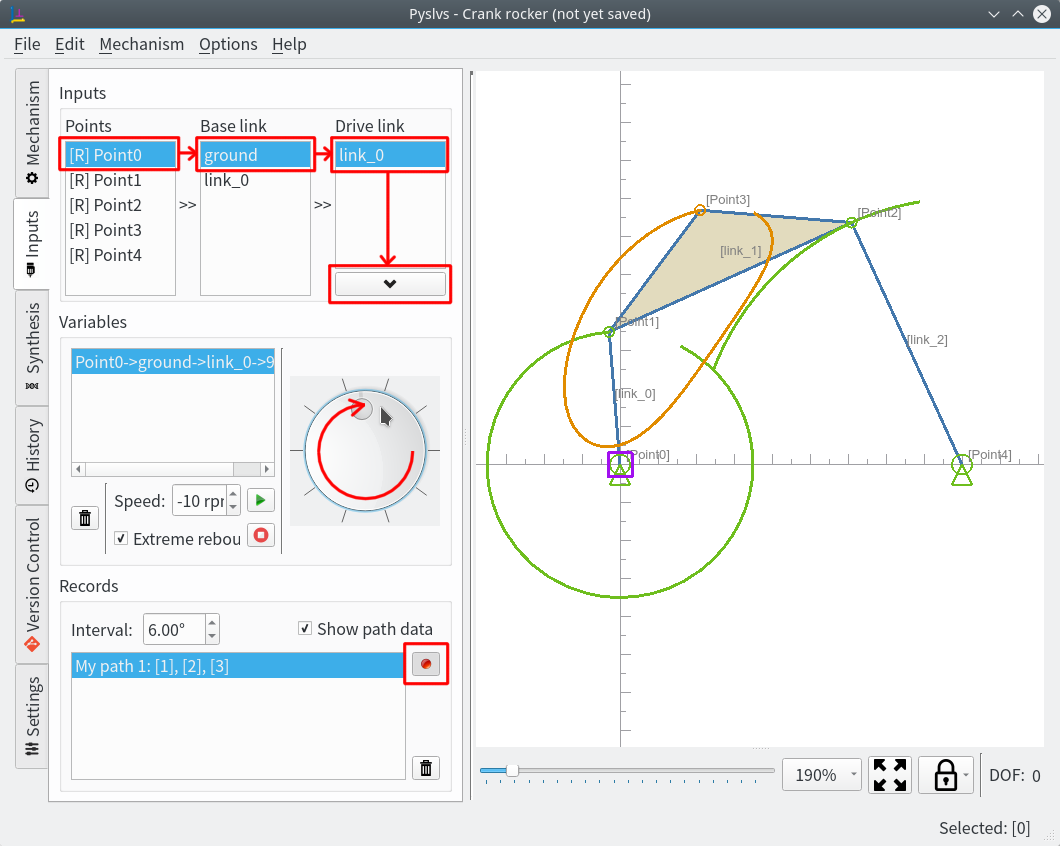 Pyslvs - Crank rocker (not yet saved)
File Edit Mechanism Options Help
Mechanism
Inputs
Synthesis
History
Version Control
Settings
Inputs
Points Base link Drive link
[R] Point0 ground link_0
[R] Point1 link_0
[R] Point2 >> >>
[R] Point3
[R] Point4
Variables
Point0->ground->link_0->9
Speed: -10 rpr
Extreme rebou
Records
Interval: 6.00° Show path data
My path 1: [1], [2], [3]
[Point3]
[Point2]
[link_1]
[Point1]
[link_2]
[link_0]
[Point0]
[Point4]
190% DOF: 0
Selected: [0]